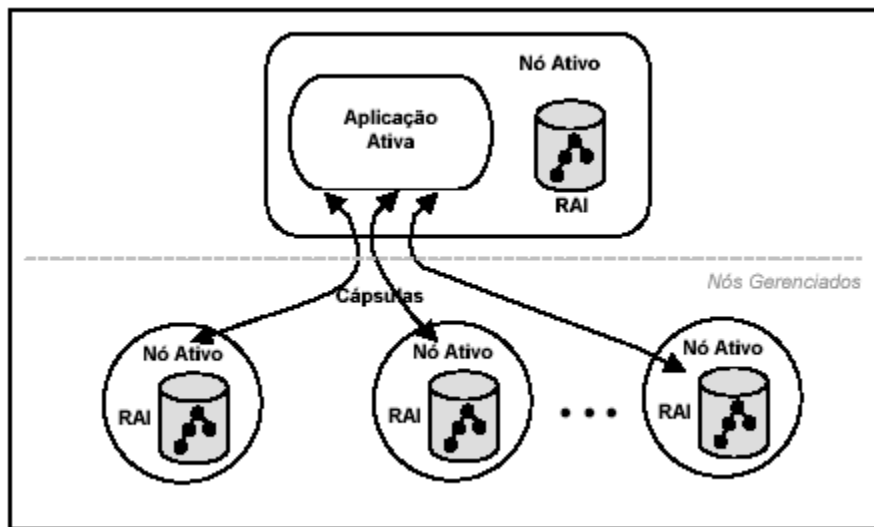 Nó Ativo
Aplicação
Ativa
RAI
Nós Gerenciados
Cápsulas
Nó Ativo
RAI
Nó Ativo
RAI
Nó Ativo
RAI